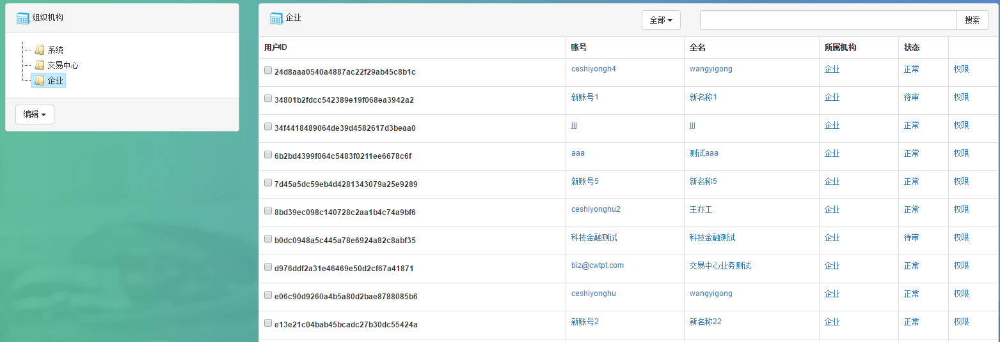 组织机构
系统
交易中心
企业
编辑
企业 全部 搜索
用户ID 账号 全名 所属机构 状态
24d8aaa0540a4887ac22f29ab45c8b1c ceshiyongh4 wangyigong 企业 正常 权限
34801b2fdcc542389e19f068ea3942a2 新账号1 新名称1 企业 待审 权限
34f4418489064de39d4582617d3beaa0 jjj jjj 企业 正常 权限
6b2bd4399f064c5483f0211ee6678c6f aaa 测试aaa 企业 正常 权限
7d45a5dc59eb4d4281343079a25e9289 新账号5 新名称5 企业 正常 权限
8bd39ec098c140728c2aa1b4c74a9bf6 ceshiyonghu2 王亦工 企业 正常 权限
b0dc0948a5c445a78e6924a82c8abf35 科技金融测试 科技金融测试 企业 待审 权限
d976ddf2a31e46469e50d2cf67a41871 biz@cwtpt.com 交易中心业务测试 企业 正常 权限
e06c90d9260a4b5a80d2bae8788085b6 ceshiyonghu wangyigong 企业 正常 权限
e13e21c04bab45bcadc27b30dc55424a 新账号2 新名称22 企业 正常 权限